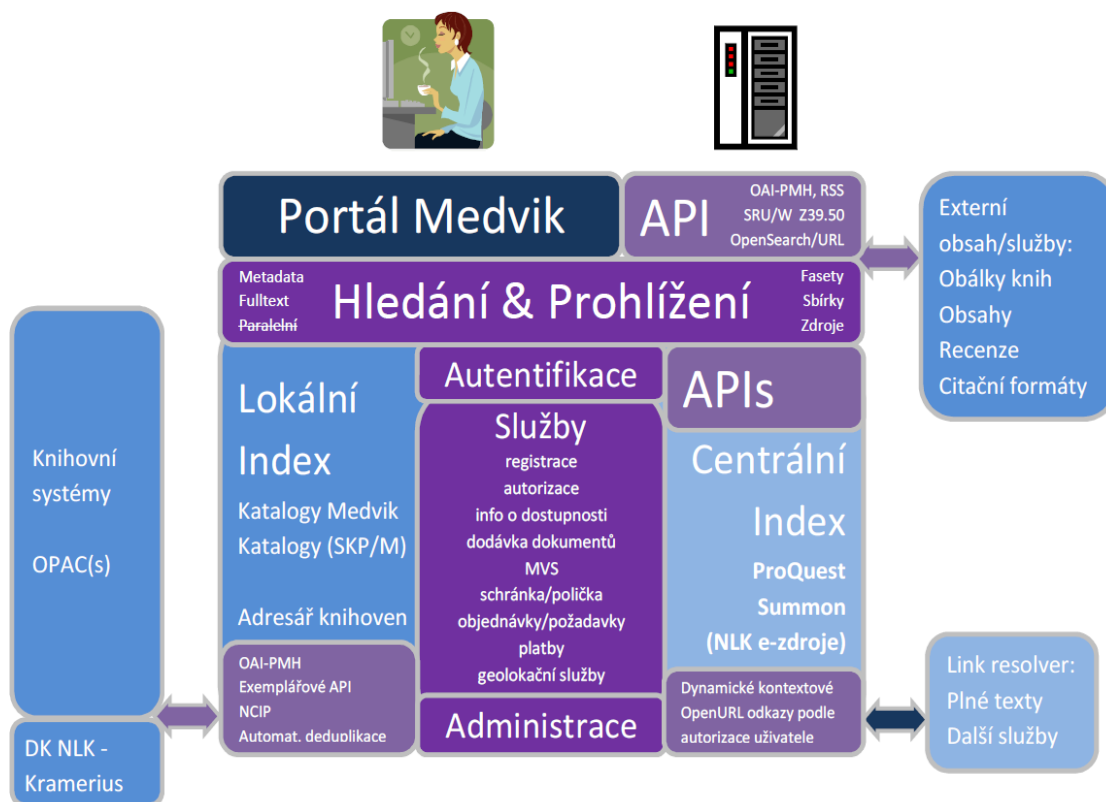 Portál Medvik
API
OAI-PMH, RSS
SRU/W Z39.50
OpenSearch/URL
Metadata
Fulltext
Paralelní
Hledání & Prohlížení
Fasety
Sbírky
Zdroje
Externí
obsah/služby:
Obálky knih
Obsahy
Recenze
Citační formáty
Knihovní
systémy
OPAC(s)
DK NLK -
Kramerius
Lokální
Index
Katalogy Medvik
Katalogy (SKP/M)
Adresář knihoven
OAI-PMH
Exemplářové API
NCIP
Automat. deduplikace
Autentifikace
Služby
registrace
autorizace
info o dostupnosti
dodávka dokumentů
MVS
schránka/polička
objednávky/požadavky
platby
geolokační služby
Administrace
APIs
Centrální
Index
ProQuest
Summon
(NLK e-zdroje)
Dynamické kontextové
OpenURL odkazy podle
autorizace uživatele
Link resolver:
Plné texty
Další služby